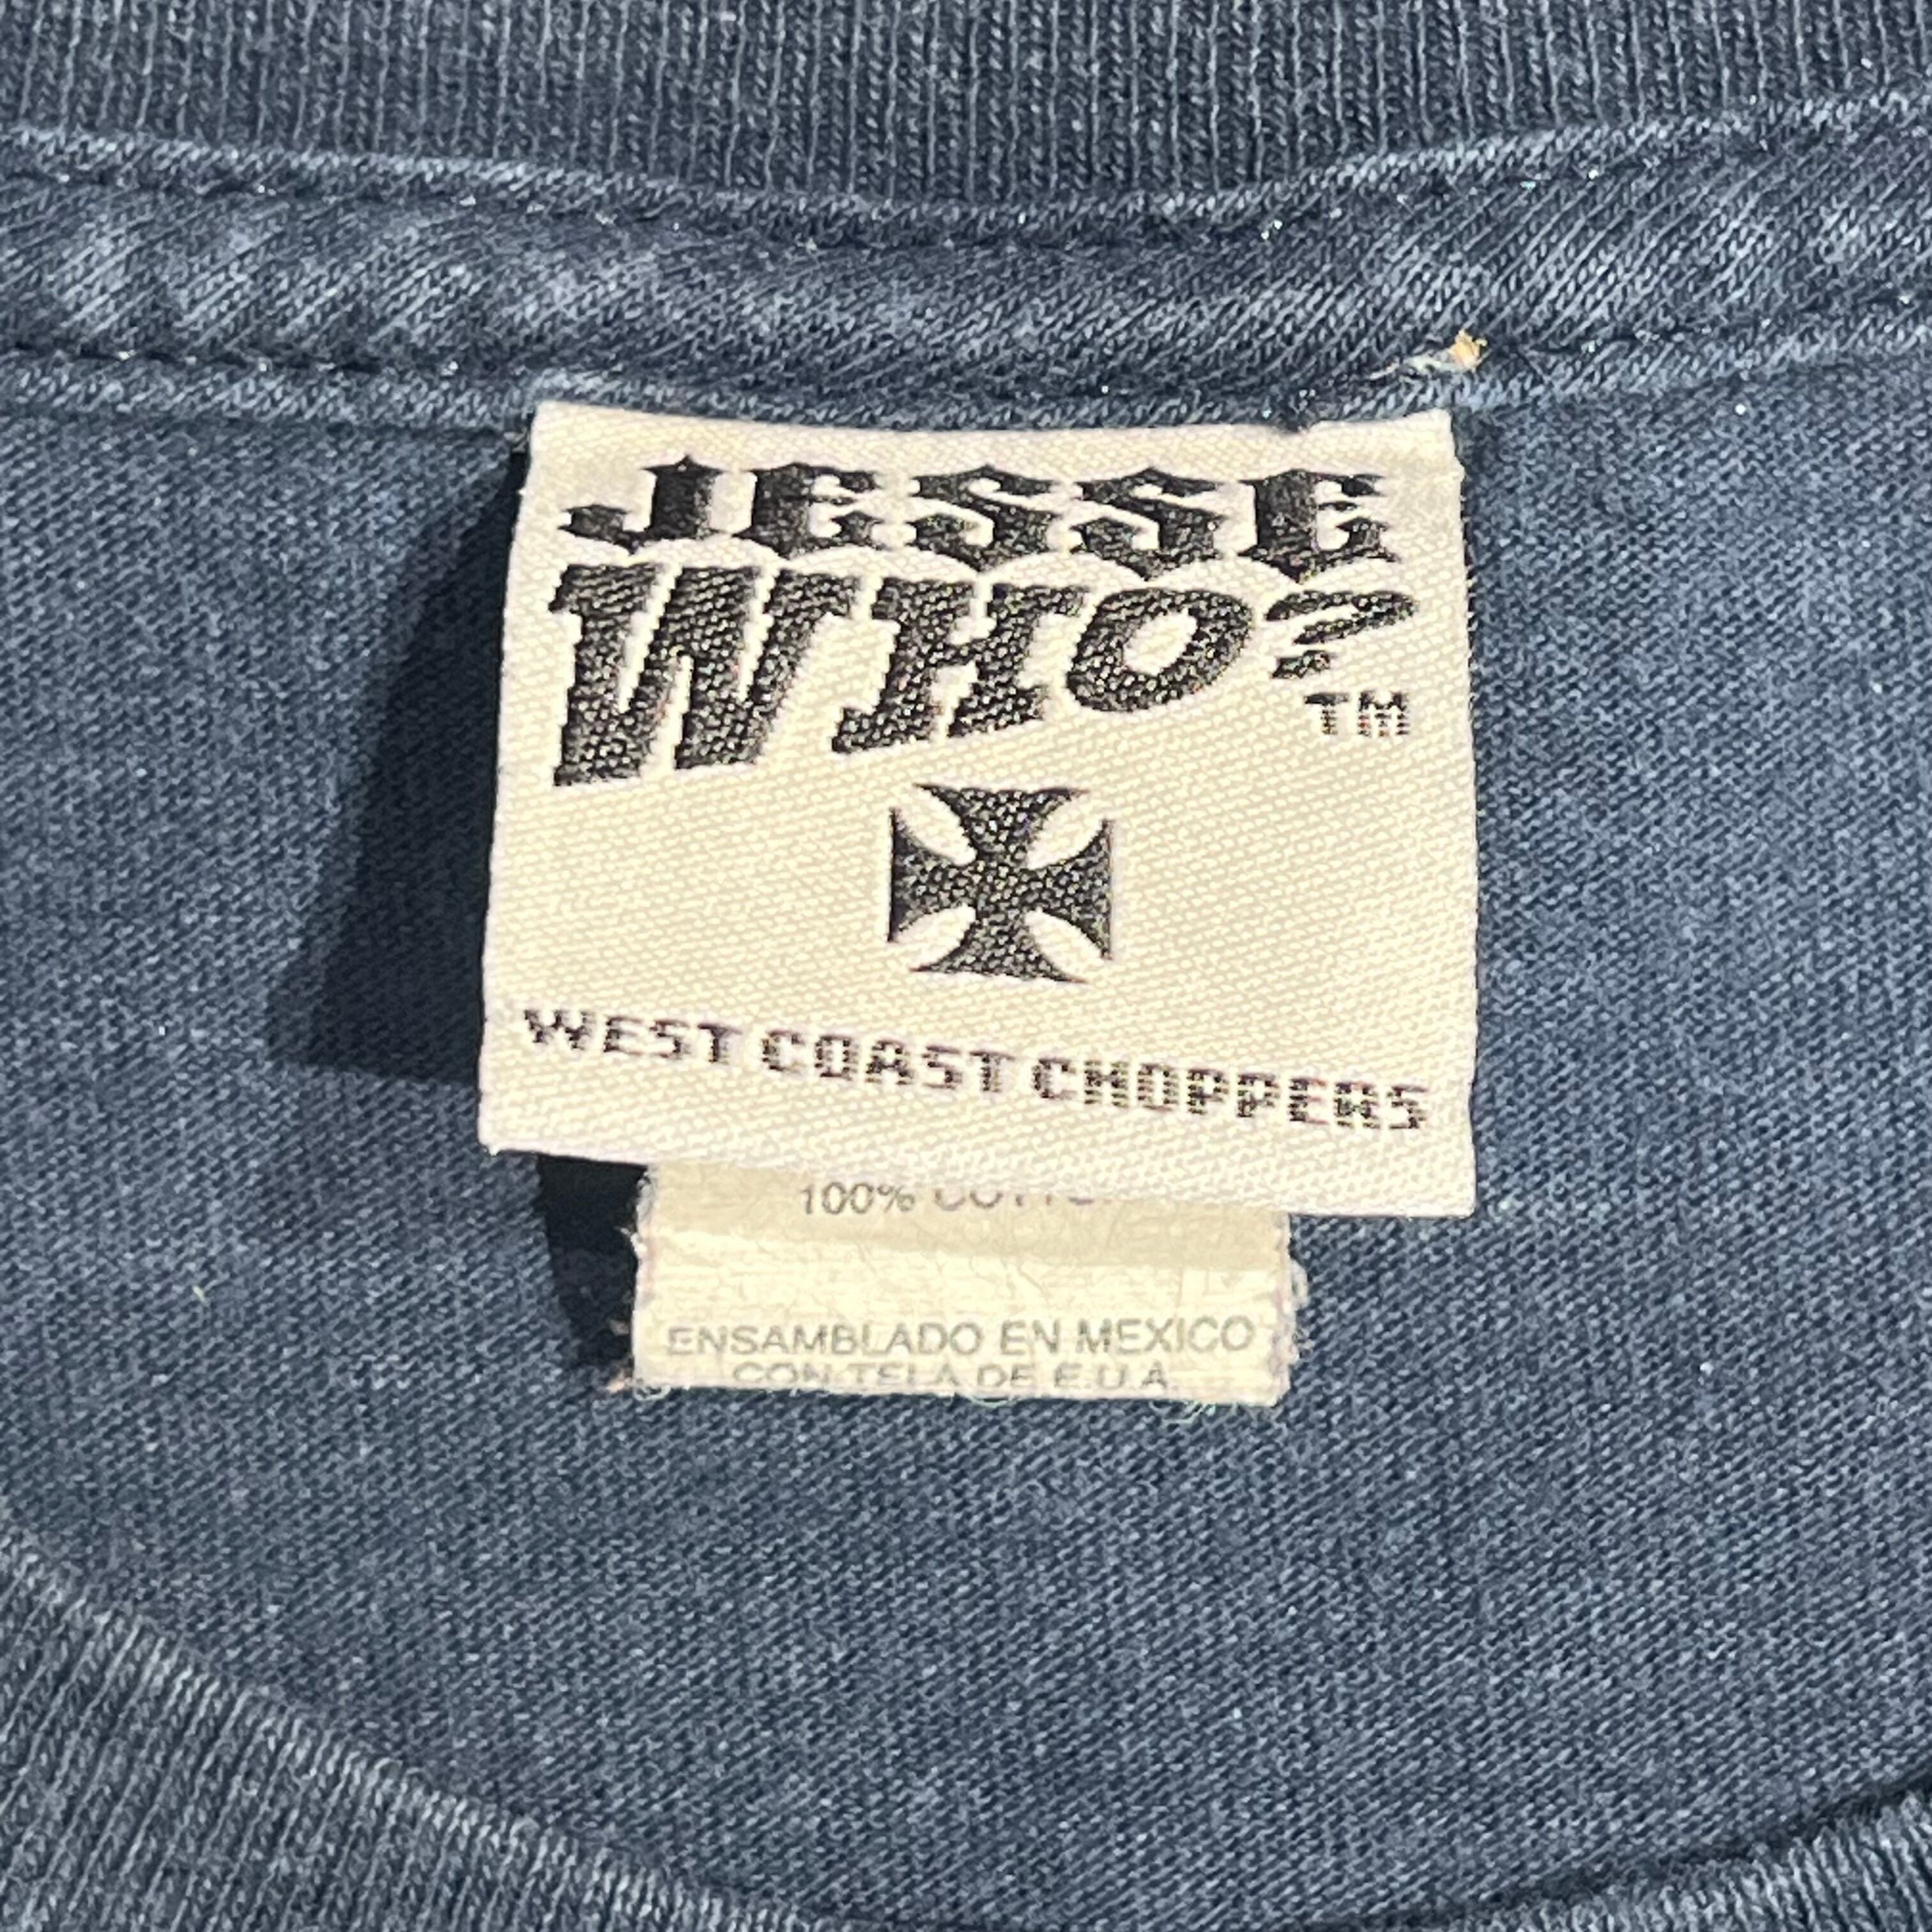 JESSE
WHO?
TM
WEST COAST CHOPPERS
100%
ENSAMBLADO EN MEXICO
CON TELA DE E.U.A.